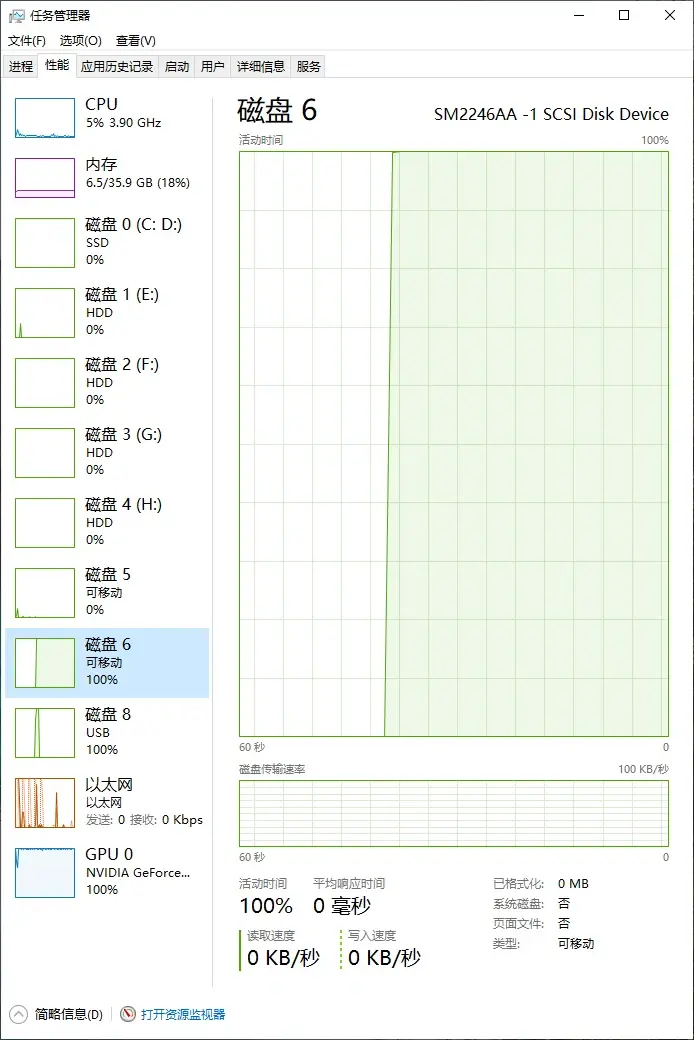 任务管理器
文件(F) 选项(O) 查看(V)
进程 性能 应用历史记录 启动 用户 详细信息 服务
CPU
5% 3.90 GHz
内存
6.5/35.9 GB (18%)
磁盘 0 (C: D:)
SSD
0%
磁盘 1 (E:)
HDD
0%
磁盘 2 (F:)
HDD
0%
磁盘 3 (G:)
HDD
0%
磁盘 4 (H:)
HDD
0%
磁盘 5
可移动
0%
磁盘 6
可移动
100%
磁盘 8
USB
100%
以太网
以太网
发送: 0 接收: 0 Kbps
GPU 0
NVIDIA GeForce...
100%
磁盘 6 SM2246AA -1 SCSI Disk Device
活动时间 100%
60 秒 0
磁盘传输速率 100 KB/秒
60 秒 0
活动时间 平均响应时间
100% 0 毫秒
读取速度 写入速度
0 KB/秒 0 KB/秒
已格式化: 0 MB
系统磁盘: 否
页面文件: 否
类型: 可移动
简略信息(D) 打开资源监视器